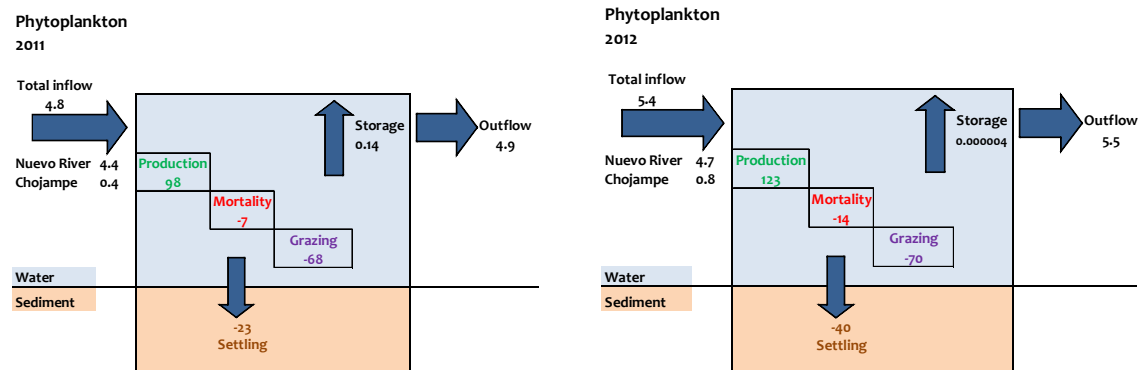 Phytoplankton
2011
Total inflow
4.8
Nuevo River 4.4
Chojampe 0.4
Production
98
Mortality
-7
Grazing
-68
Storage
0.14
Outflow
4.9
Water
Sediment
-23
Settling
Phytoplankton
2012
Total inflow
5.4
Nuevo River 4.7
Chojampe 0.8
Production
123
Mortality
-14
Grazing
-70
Storage
0.000004
Outflow
5.5
Water
Sediment
-40
Settling